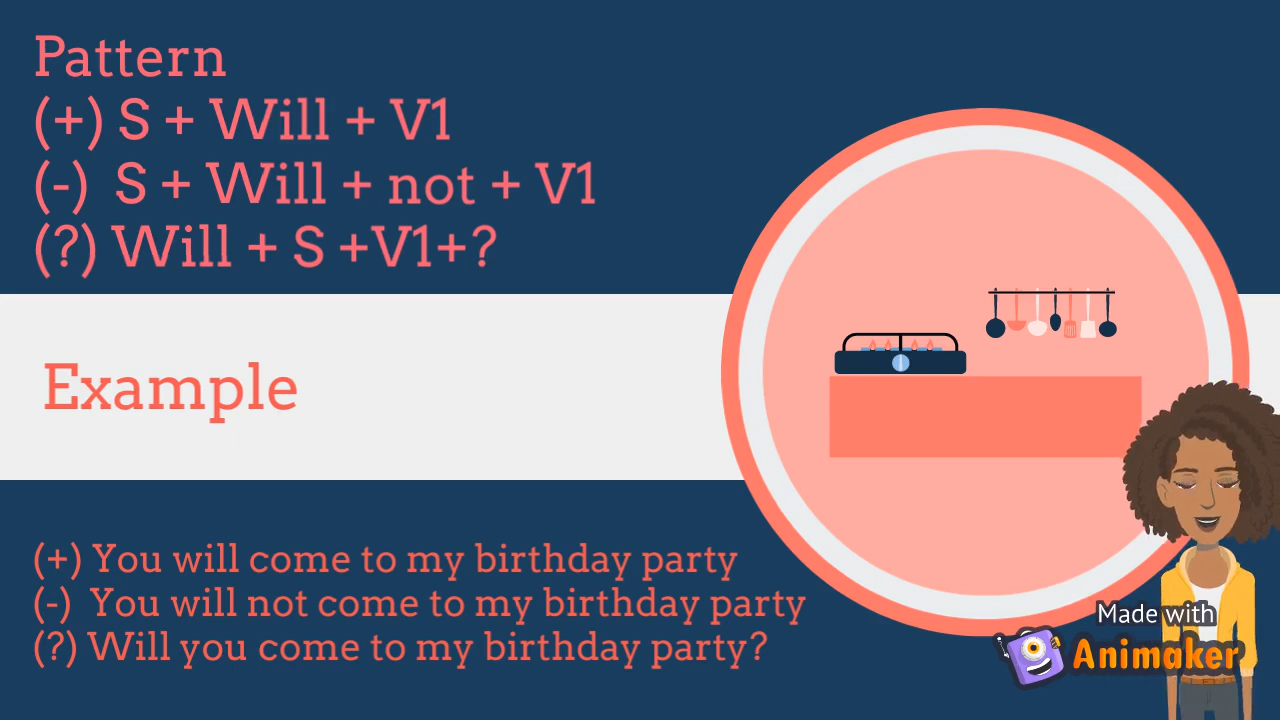 Pattern
(+) S + Will + V1
(-) S + Will + not + V1
(?) Will + S +V1+?
Example
(+) You will come to my birthday party
(-) You will not come to my birthday party
(?) Will you come to my birthday party?
Made with
Animaker